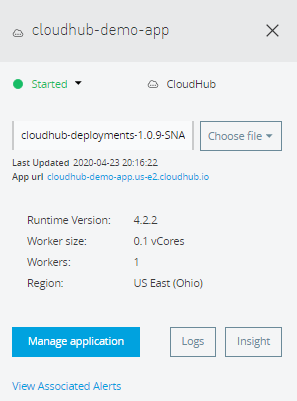 cloudhub-demo-app
Started CloudHub
cloudhub-deployments-1.0.9-SNA Choose file
Last Updated 2020-04-23 20:16:22
App url cloudhub-demo-app.us-e2.cloudhub.io
Runtime Version: 4.2.2
Worker size: 0.1 vCores
Workers: 1
Region: US East (Ohio)
Manage application Logs Insight
View Associated Alerts